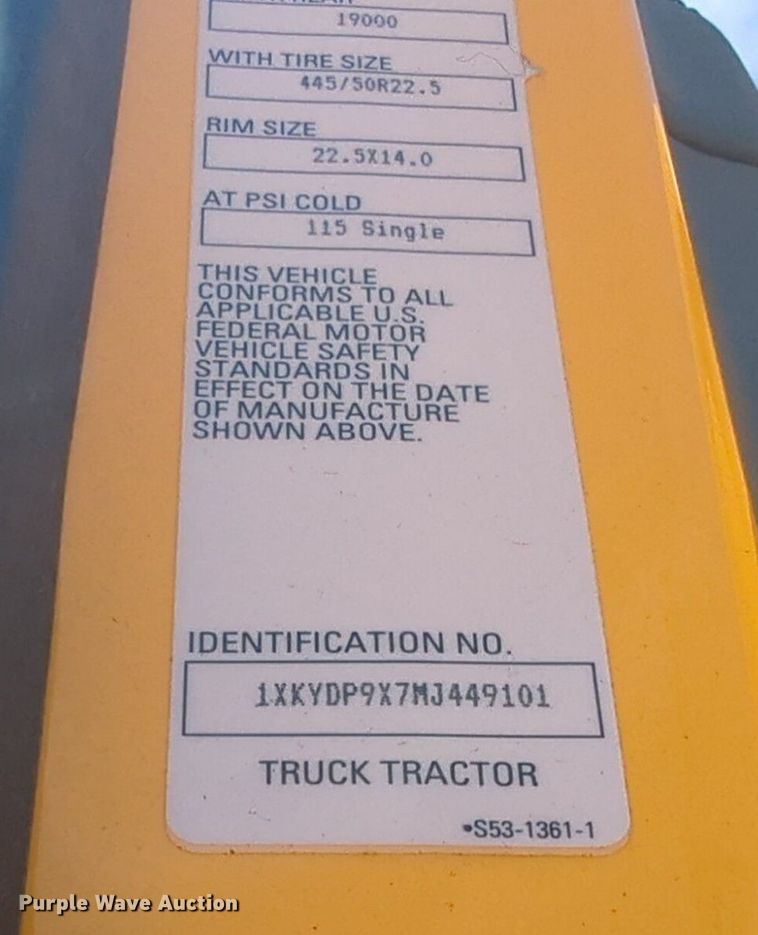 19000
WITH TIRE SIZE
445/50R22.5
RIM SIZE
22.5X14.0
AT PSI COLD
115 Single
THIS VEHICLE
CONFORMS TO ALL
APPLICABLE U.S.
FEDERAL MOTOR
VEHICLE SAFETY
STANDARDS IN
EFFECT ON THE DATE
OF MANUFACTURE
SHOWN ABOVE.
IDENTIFICATION NO.
1XKYDP9X7MJ449101
TRUCK TRACTOR
•S53-1361-1
Purple Wave Auction